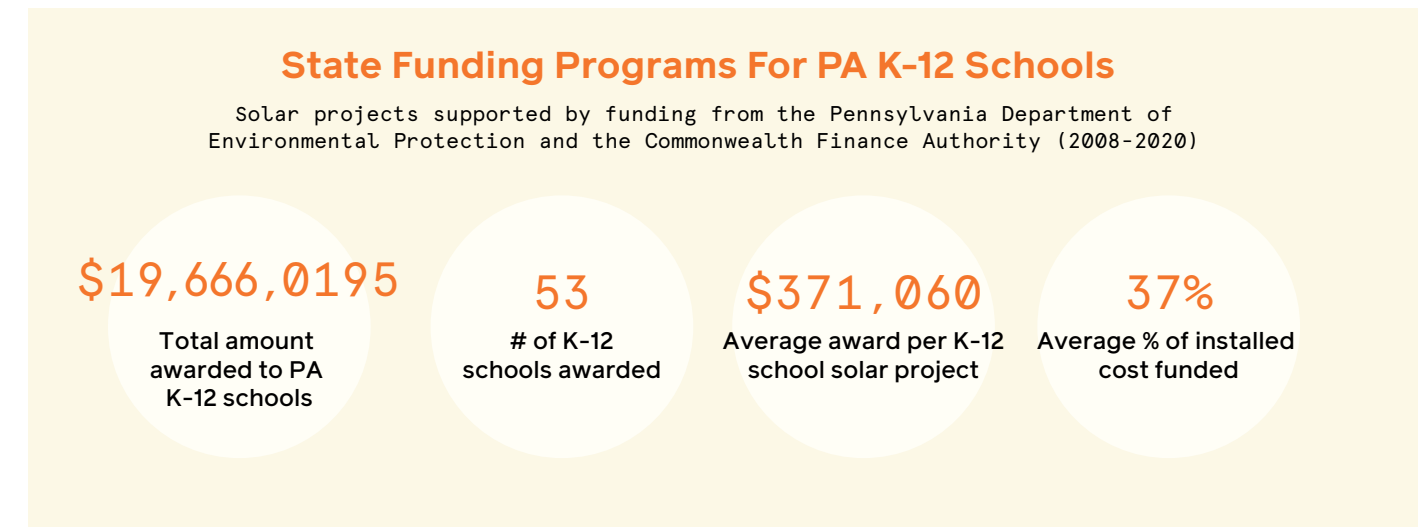 State Funding Programs For PA K-12 Schools
Solar projects supported by funding from the Pennsylvania Department of
Environmental Protection and the Commonwealth Finance Authority (2008-2020)
$19,666,0195
Total amount
awarded to PA
K-12 schools
53
# of K-12
schools awarded
$371,060
Average award per K-12
school solar project
37%
Average % of installed
cost funded